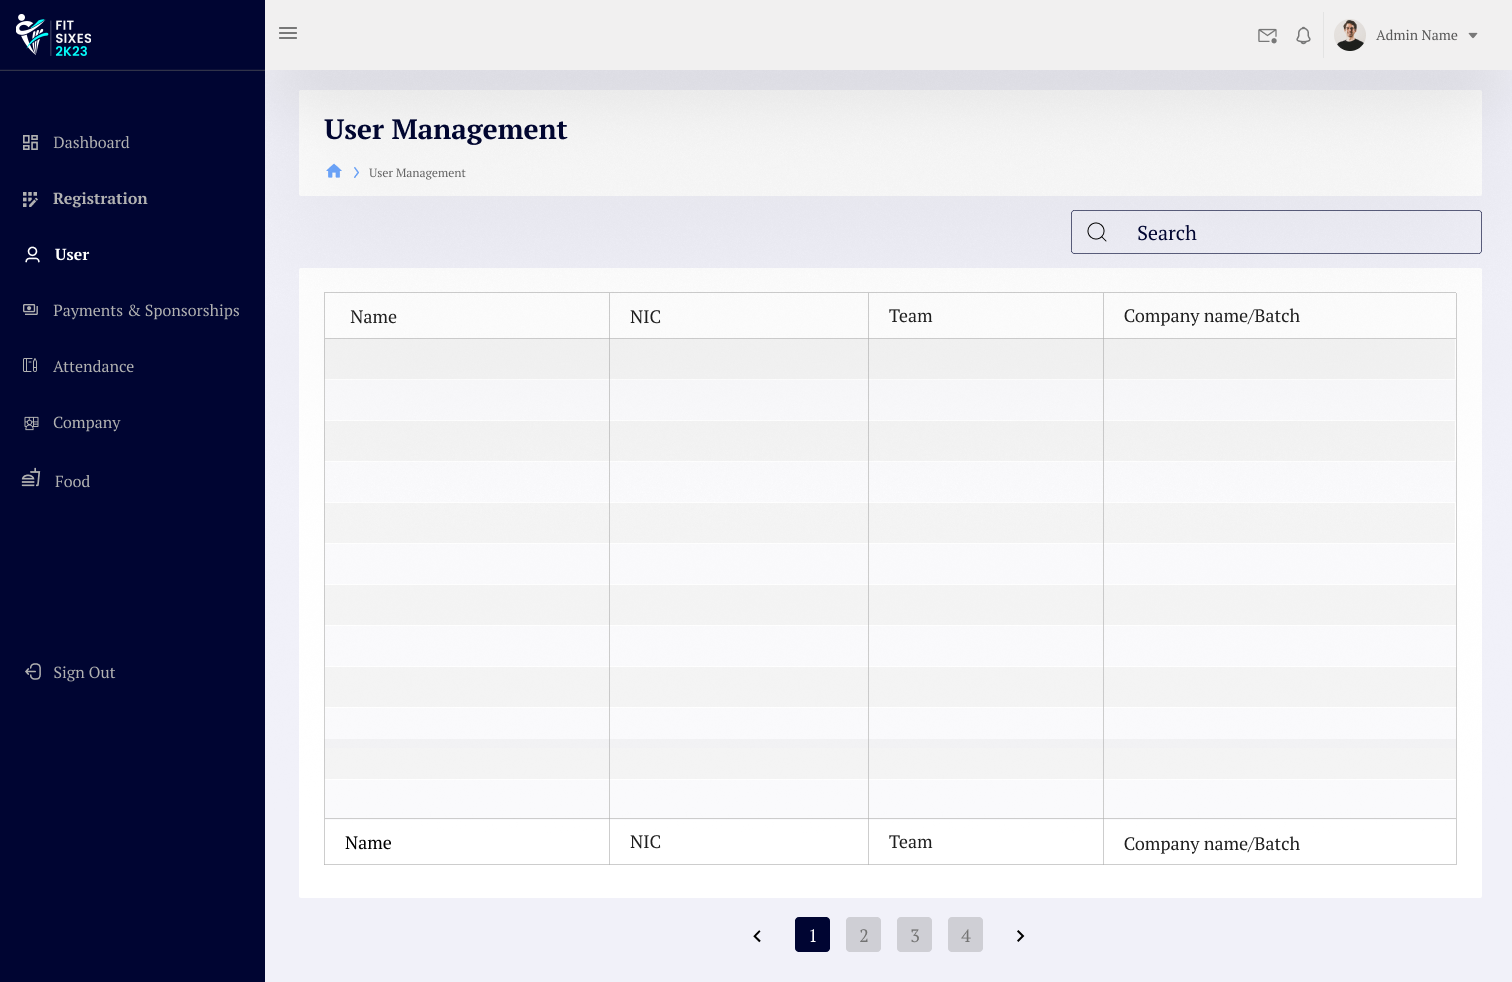 FIT
SIXES
2K23
Admin Name
Dashboard
Registration
User
Payments & Sponsorships
Attendance
Company
Food
Sign Out
User Management
User Management
Search
Name NIC Team Company name/Batch
Name NIC Team Company name/Batch
1 2 3 4